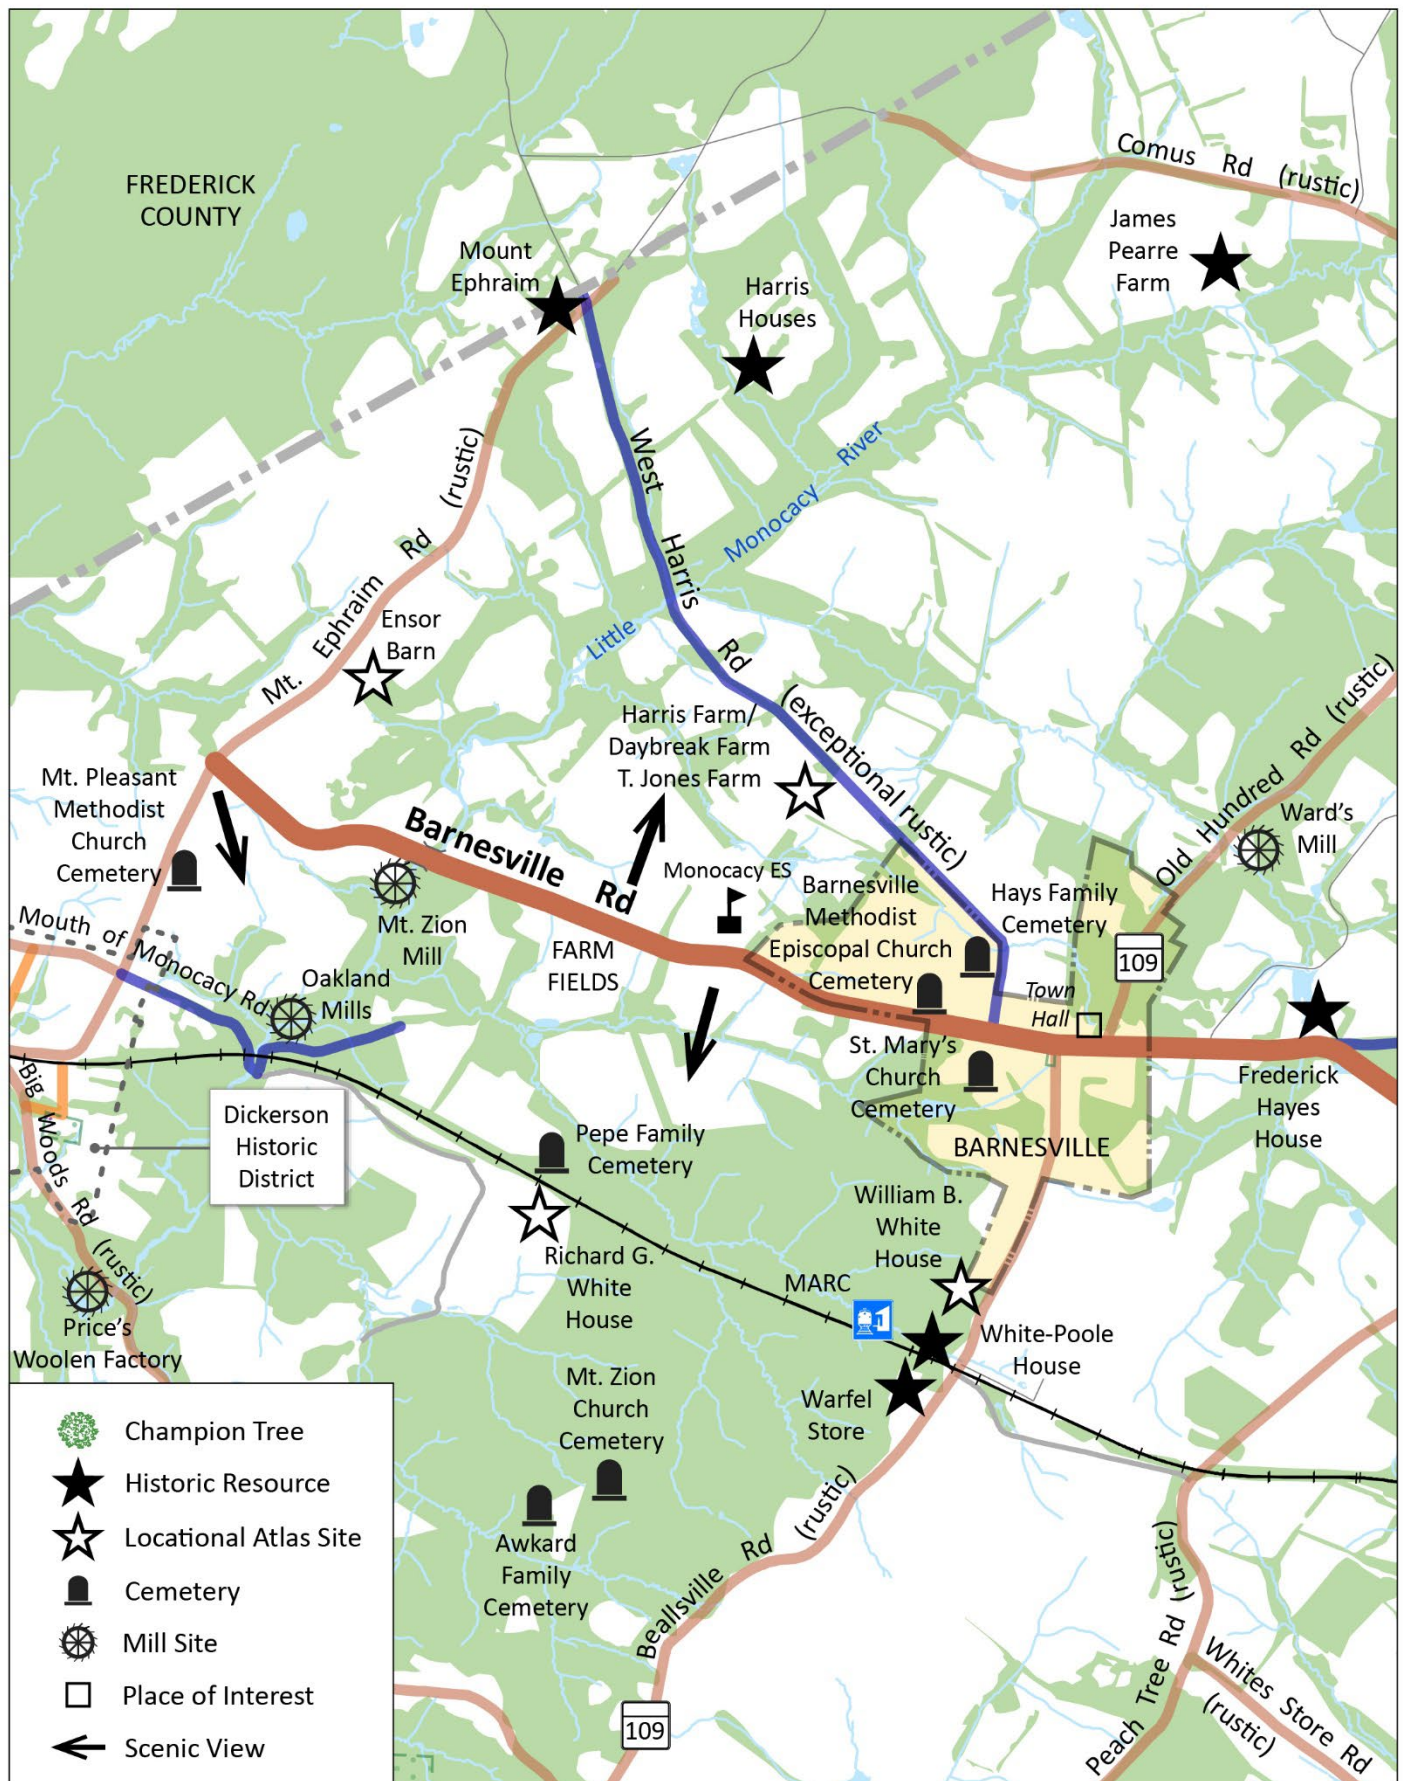 FREDERICK
COUNTY
Comus Rd (rustic)
James
Pearre
Farm
Mount
Ephraim
Harris
Houses
West Harris Rd (exceptional rustic)
Little Monocacy River
Mt. Ephraim Rd (rustic)
Ensor
Barn
Harris Farm/
Daybreak Farm
T. Jones Farm
Old Hundred Rd (rustic)
Ward's
Mill
Mt. Pleasant
Methodist
Church
Cemetery
Barnesville Rd
Monocacy ES
Barnesville
Methodist
Episcopal Church
Cemetery
Hays Family
Cemetery
109
Mt. Zion
Mill
FARM
FIELDS
Mouth of Monocacy Rd
Oakland
Mills
Town
Hall
St. Mary's
Church
Cemetery
Frederick
Hayes
House
Big Woods Rd (rustic)
Dickerson
Historic
District
Pepe Family
Cemetery
BARNESVILLE
William B.
White
House
Richard G.
White
House
MARC
White-Poole
House
Price's
Woolen Factory
Mt. Zion
Church
Cemetery
Warfel
Store
Awkard
Family
Cemetery
Beallsville Rd (rustic)
109
Peach Tree Rd (rustic)
Whites Store Rd
(rustic)
Champion Tree
Historic Resource
Locational Atlas Site
Cemetery
Mill Site
Place of Interest
Scenic View